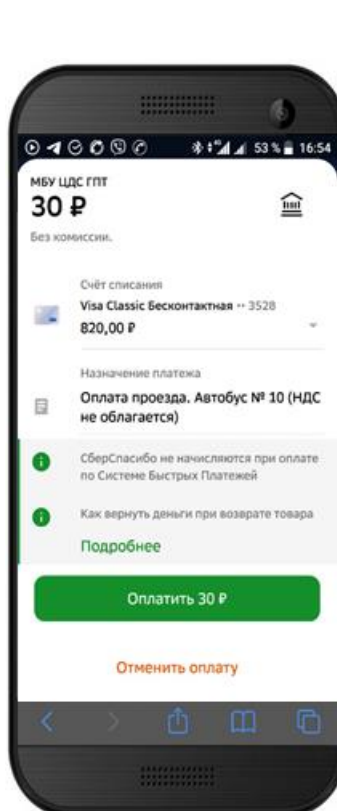 53 % 16:54
МБУ ЦДС ГПТ
30 ₽
Без комиссии.
Счёт списания
Visa Classic Бесконтактная ·· 3528
820,00 ₽
Назначение платежа
Оплата проезда. Автобус № 10 (НДС
не облагается)
СберСпасибо не начисляются при оплате
по Системе Быстрых Платежей
Как вернуть деньги при возврате товара
Подробнее
Оплатить 30 ₽
Отменить оплату